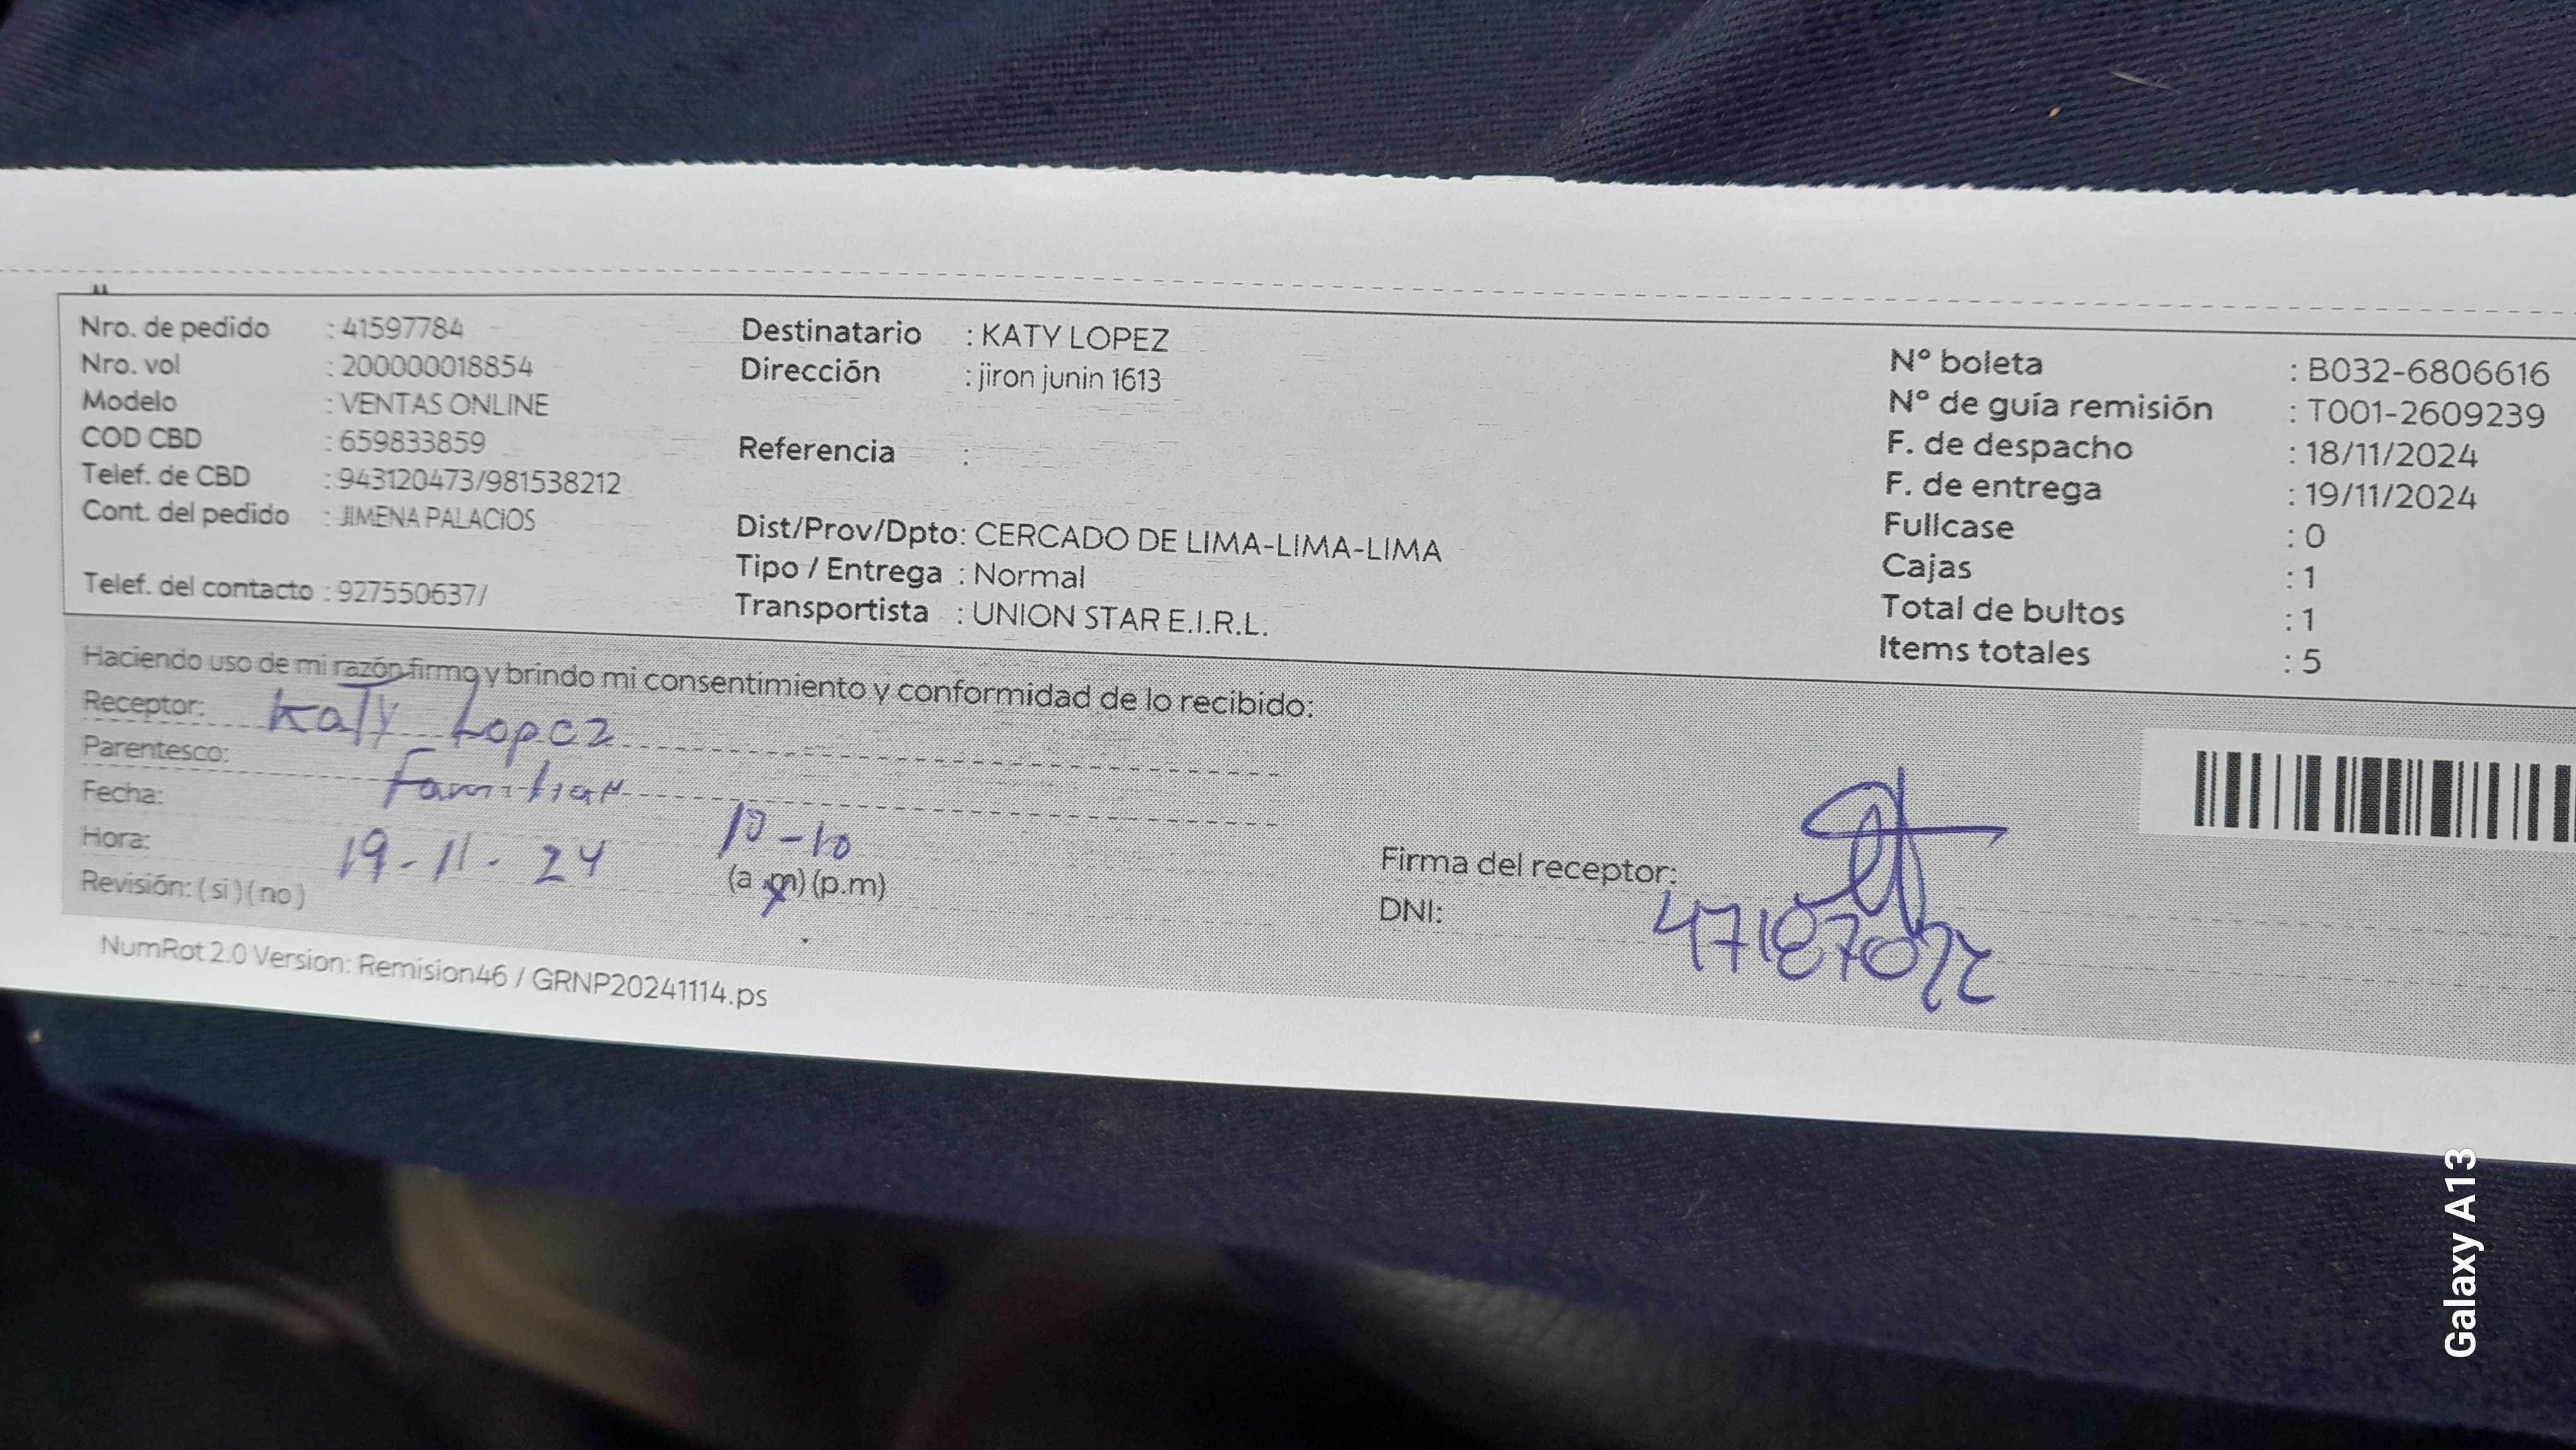 Nro. de pedido : 41597784
Nro. vol : 200000018854
Modelo : VENTAS ONLINE
COD CBD : 659833859
Telef. de CBD : 943120473/981538212
Cont. del pedido : JIMENA PALACIOS
Telef. del contacto : 927550637/
Destinatario : KATY LOPEZ
Dirección : jiron junin 1613
Referencia :
Dist/Prov/Dpto: CERCADO DE LIMA-LIMA-LIMA
Tipo / Entrega : Normal
Transportista : UNION STAR E.I.R.L.
N° boleta : B032-6806616
N° de guía remisión : T001-2609239
F. de despacho : 18/11/2024
F. de entrega : 19/11/2024
Fullcase : 0
Cajas : 1
Total de bultos : 1
Items totales : 5
Haciendo uso de mi razón firmo y brindo mi consentimiento y conformidad de lo recibido:
Receptor: Katy Lopez
Parentesco: Familiar
Fecha: 19-11-24
Hora: 10-10 (a.m) (p.m)
Revisión: (si) (no)
Firma del receptor:
DNI:
NumRot 2.0 Version: Remision46 / GRNP20241114.ps
Galaxy A13